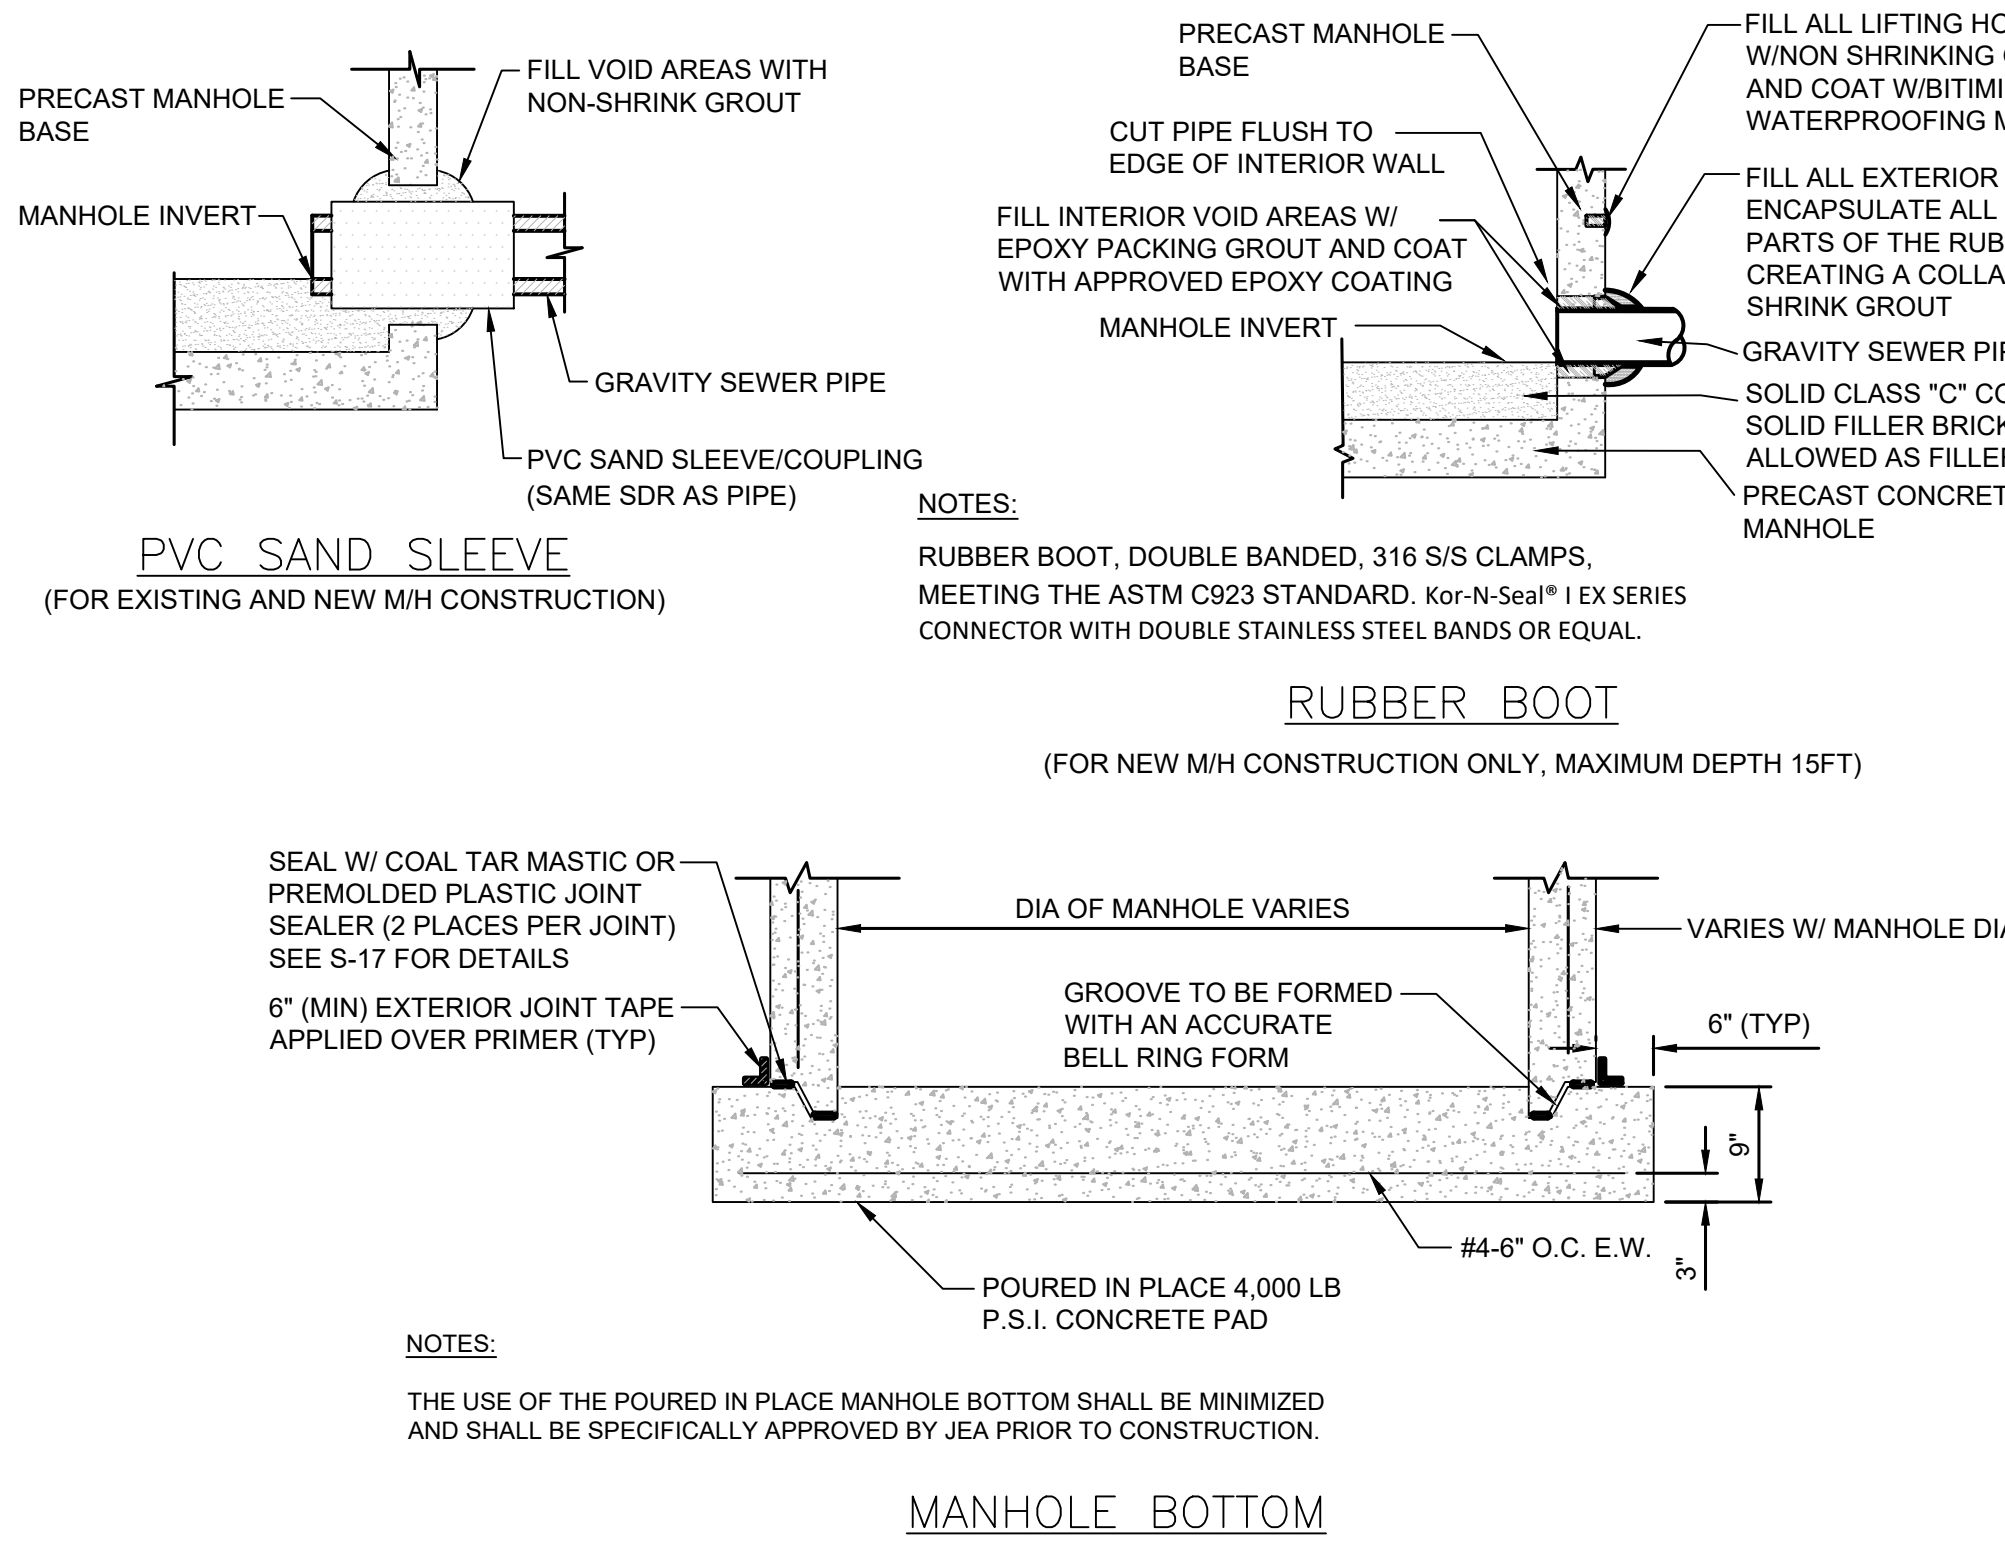 PRECAST MANHOLE
BASE
FILL VOID AREAS WITH
NON-SHRINK GROUT
MANHOLE INVERT
GRAVITY SEWER PIPE
PVC SAND SLEEVE/COUPLING
(SAME SDR AS PIPE)
PVC SAND SLEEVE
(FOR EXISTING AND NEW M/H CONSTRUCTION)
PRECAST MANHOLE
BASE
CUT PIPE FLUSH TO
EDGE OF INTERIOR WALL
FILL INTERIOR VOID AREAS W/
EPOXY PACKING GROUT AND COAT
WITH APPROVED EPOXY COATING
MANHOLE INVERT
FILL ALL LIFTING
W/NON SHRINKING
AND COAT
WATERPROOFING
FILL ALL EXTERIOR
ENCAPSULATE ALL
PARTS OF THE
CREATING A
SHRINK GROUT
GRAVITY SEWER
SOLID CLASS "C"
SOLID FILLER
ALLOWED AS
PRECAST
MANHOLE
NOTES:
RUBBER BOOT, DOUBLE BANDED, 316 S/S CLAMPS,
MEETING THE ASTM C923 STANDARD. Kor-N-Seal® I EX SERIES
CONNECTOR WITH DOUBLE STAINLESS STEEL BANDS OR EQUAL.
RUBBER BOOT
(FOR NEW M/H CONSTRUCTION ONLY, MAXIMUM DEPTH 15FT)
SEAL W/ COAL TAR MASTIC OR
PREMOLDED PLASTIC JOINT
SEALER (2 PLACES PER JOINT)
SEE S-17 FOR DETAILS
6" (MIN) EXTERIOR JOINT TAPE
APPLIED OVER PRIMER (TYP)
DIA OF MANHOLE VARIES
VARIES W/ MANHOLE
GROOVE TO BE FORMED
WITH AN ACCURATE
BELL RING FORM
6" (TYP)
9"
3"
#4-6" O.C. E.W.
POURED IN PLACE 4,000 LB
P.S.I. CONCRETE PAD
NOTES:
THE USE OF THE POURED IN PLACE MANHOLE BOTTOM SHALL BE MINIMIZED
AND SHALL BE SPECIFICALLY APPROVED BY JEA PRIOR TO CONSTRUCTION.
MANHOLE BOTTOM